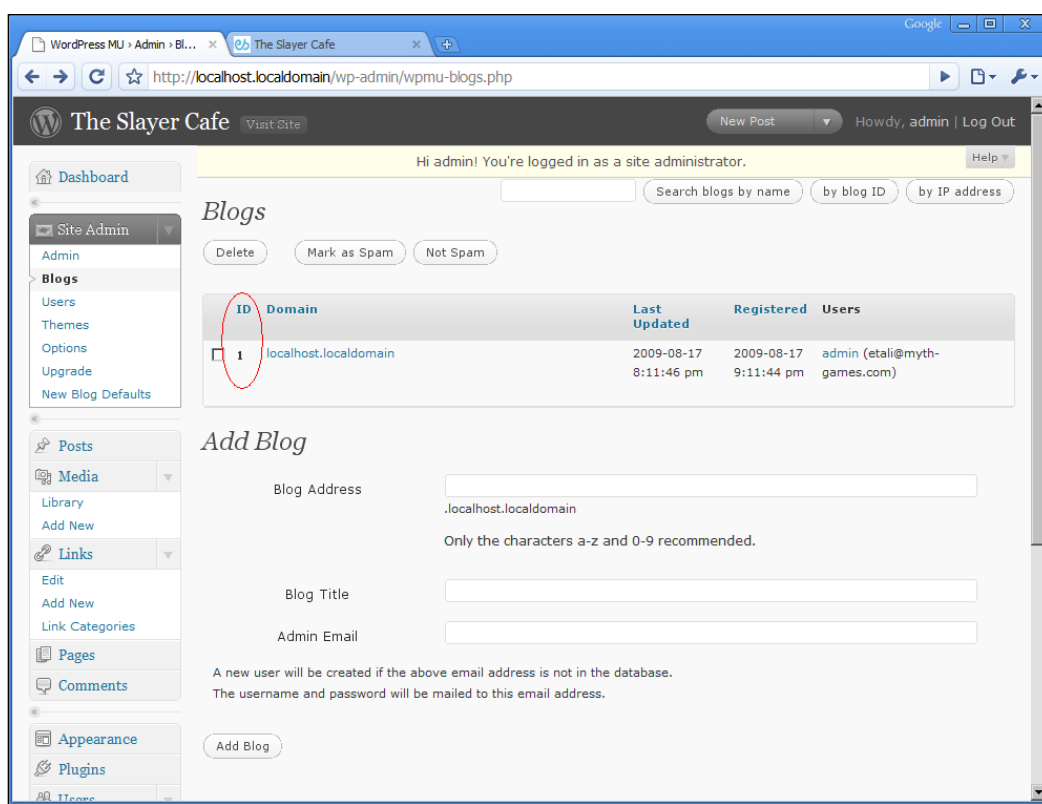 Google
WordPress MU › Admin › Bl...
The Slayer Cafe
http://localhost.localdomain/wp-admin/wpmu-blogs.php
The Slayer Cafe Visit Site
New Post
Howdy, admin | Log Out
Hi admin! You're logged in as a site administrator.
Help
Search blogs by name
by blog ID
by IP address
Dashboard
Site Admin
Admin
Blogs
Users
Themes
Options
Upgrade
New Blog Defaults
Posts
Media
Library
Add New
Links
Edit
Add New
Link Categories
Pages
Comments
Appearance
Plugins
Users
Blogs
Delete
Mark as Spam
Not Spam
ID Domain Last Updated Registered Users
1 localhost.localdomain 2009-08-17 2009-08-17 admin (etali@myth-
8:11:46 pm 9:11:44 pm games.com)
Add Blog
Blog Address
.localhost.localdomain
Only the characters a-z and 0-9 recommended.
Blog Title
Admin Email
A new user will be created if the above email address is not in the database.
The username and password will be mailed to this email address.
Add Blog